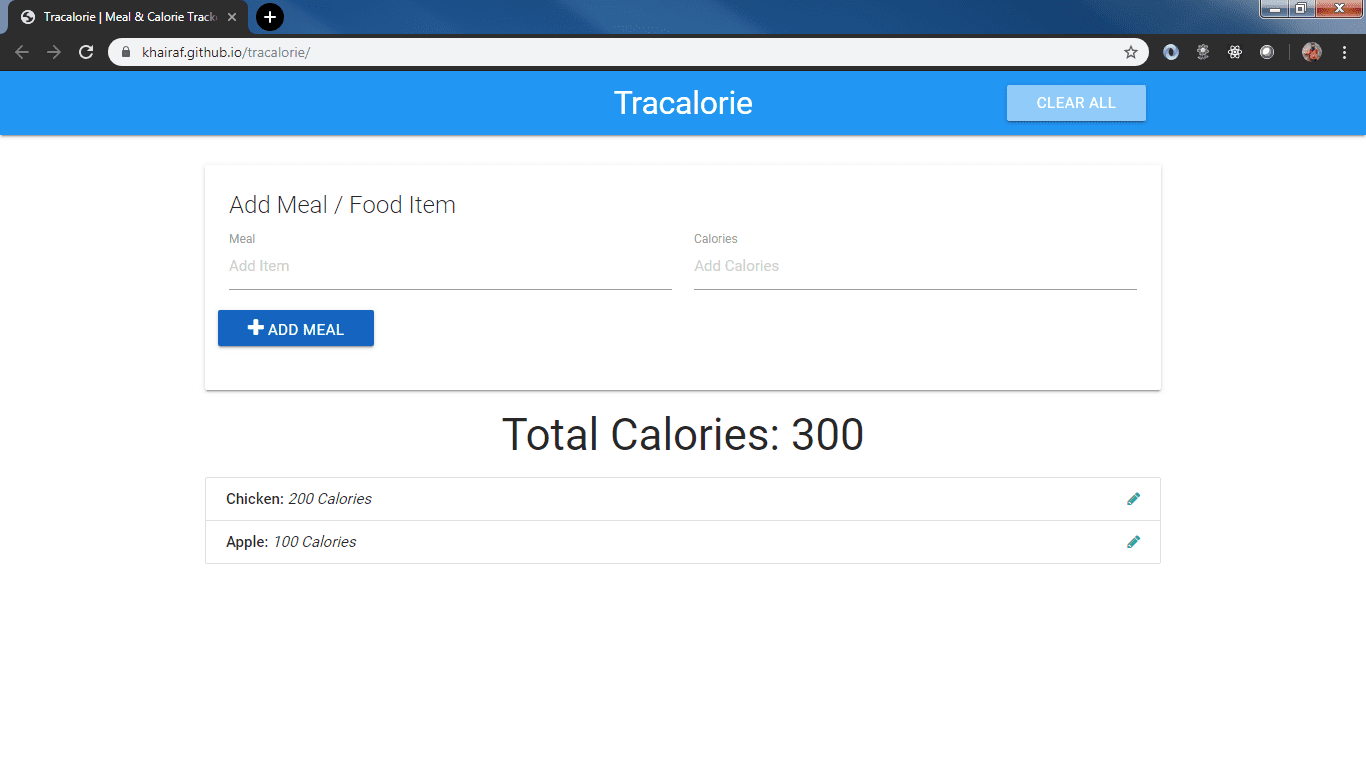 Tracalorie | Meal & Calorie Track
khairaf.github.io/tracalorie/
Tracalorie
CLEAR ALL
Add Meal / Food Item
Meal
Calories
Add Item
Add Calories
ADD MEAL
Total Calories: 300
Chicken: 200 Calories
Apple: 100 Calories